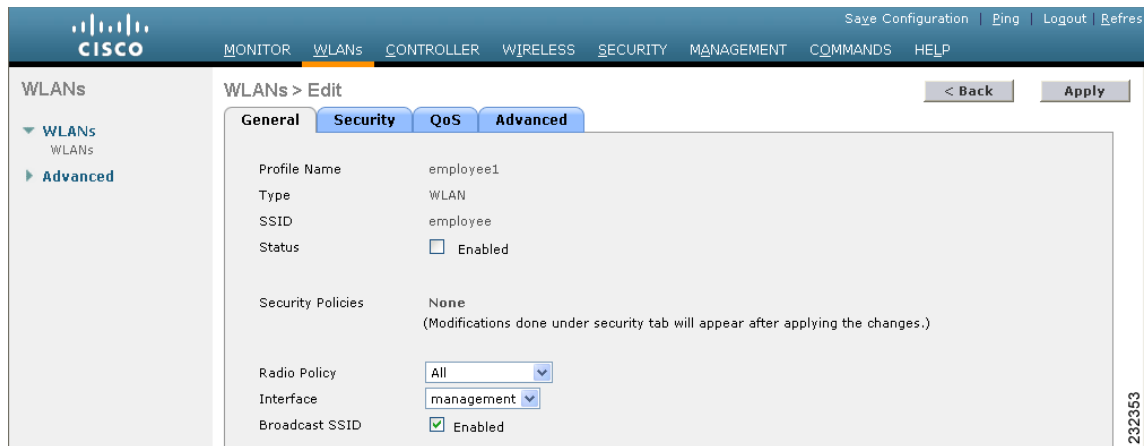 Save Configuration | Ping | Logout | Refres
CISCO
MONITOR WLANs CONTROLLER WIRELESS SECURITY MANAGEMENT COMMANDS HELP
WLANs
WLANs
WLANs
Advanced
WLANs > Edit
< Back Apply
General Security QoS Advanced
Profile Name employee1
Type WLAN
SSID employee
Status Enabled
Security Policies None
(Modifications done under security tab will appear after applying the changes.)
Radio Policy All
Interface management
Broadcast SSID Enabled
232353